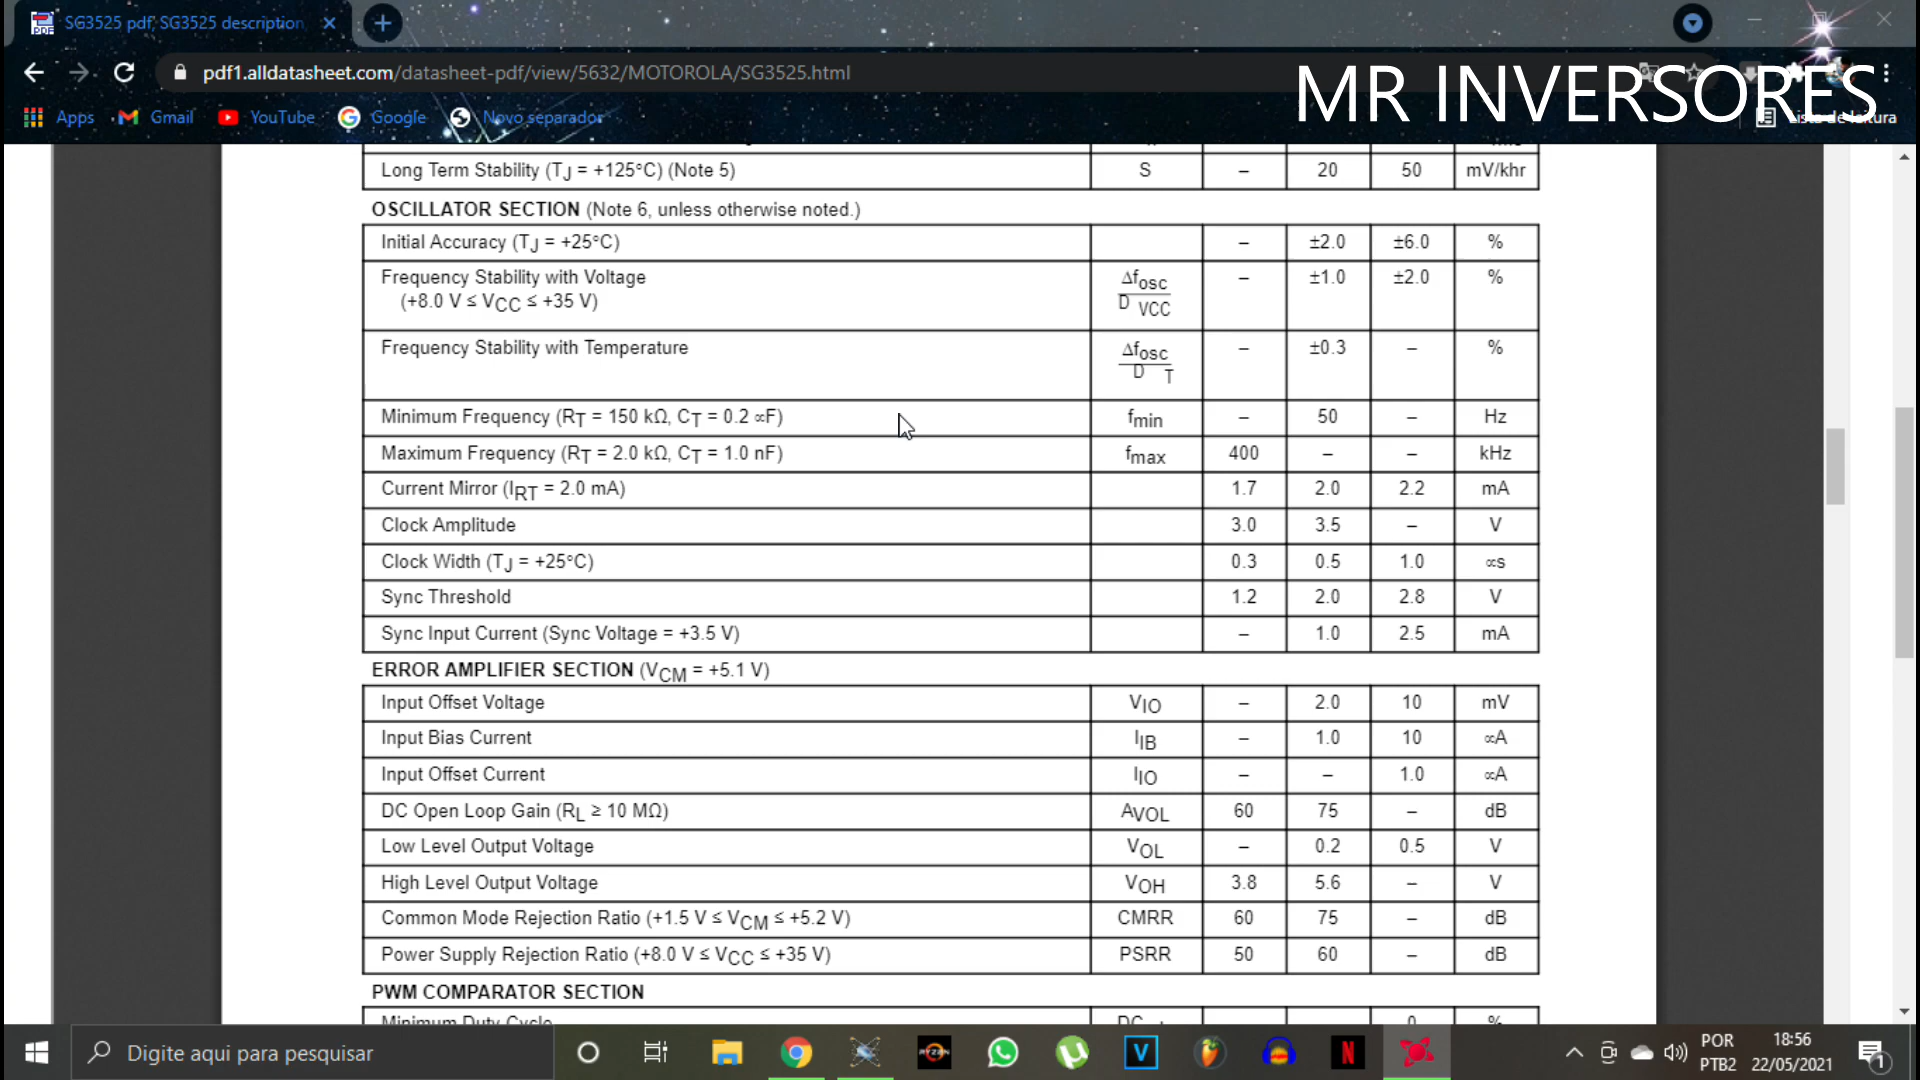 SG3525 pdf, SG3525 description
pdf1.alldatasheet.com/datasheet-pdf/view/5632/MOTOROLA/SG3525.html
MR INVERSORES
Apps Gmail YouTube Google Novo separador Lista de leitura
Long Term Stability (TJ = +125°C) (Note 5) S – 20 50 mV/khr
OSCILLATOR SECTION (Note 6, unless otherwise noted.)
Initial Accuracy (TJ = +25°C) – ±2.0 ±6.0 %
Frequency Stability with Voltage Δfosc – ±1.0 ±2.0 %
(+8.0 V ≤ VCC ≤ +35 V) D VCC
Frequency Stability with Temperature Δfosc – ±0.3 – %
D T
Minimum Frequency (RT = 150 kΩ, CT = 0.2 ∝F) fmin – 50 – Hz
Maximum Frequency (RT = 2.0 kΩ, CT = 1.0 nF) fmax 400 – – kHz
Current Mirror (IRT = 2.0 mA) 1.7 2.0 2.2 mA
Clock Amplitude 3.0 3.5 – V
Clock Width (TJ = +25°C) 0.3 0.5 1.0 ∝s
Sync Threshold 1.2 2.0 2.8 V
Sync Input Current (Sync Voltage = +3.5 V) – 1.0 2.5 mA
ERROR AMPLIFIER SECTION (VCM = +5.1 V)
Input Offset Voltage VIO – 2.0 10 mV
Input Bias Current IIB – 1.0 10 ∝A
Input Offset Current IIO – – 1.0 ∝A
DC Open Loop Gain (RL ≥ 10 MΩ) AVOL 60 75 – dB
Low Level Output Voltage VOL – 0.2 0.5 V
High Level Output Voltage VOH 3.8 5.6 – V
Common Mode Rejection Ratio (+1.5 V ≤ VCM ≤ +5.2 V) CMRR 60 75 – dB
Power Supply Rejection Ratio (+8.0 V ≤ VCC ≤ +35 V) PSRR 50 60 – dB
PWM COMPARATOR SECTION
Minimum Duty Cycle 0 %
Digite aqui para pesquisar RYZEN V N POR 18:56
PTB2 22/05/2021 1